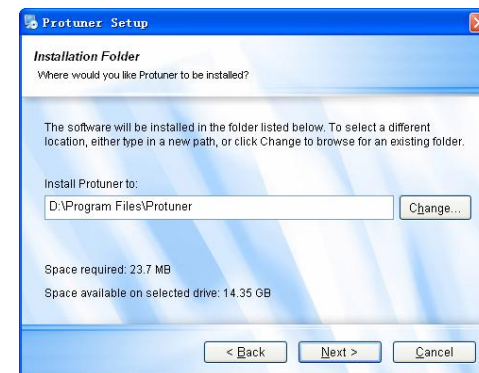 Protuner Setup
Installation Folder
Where would you like Protuner to be installed?
The software will be installed in the folder listed below. To select a different
location, either type in a new path, or click Change to browse for an existing folder.
Install Protuner to:
D:\Program Files\Protuner
Change...
Space required: 23.7 MB
Space available on selected drive: 14.35 GB
< Back
Next >
Cancel